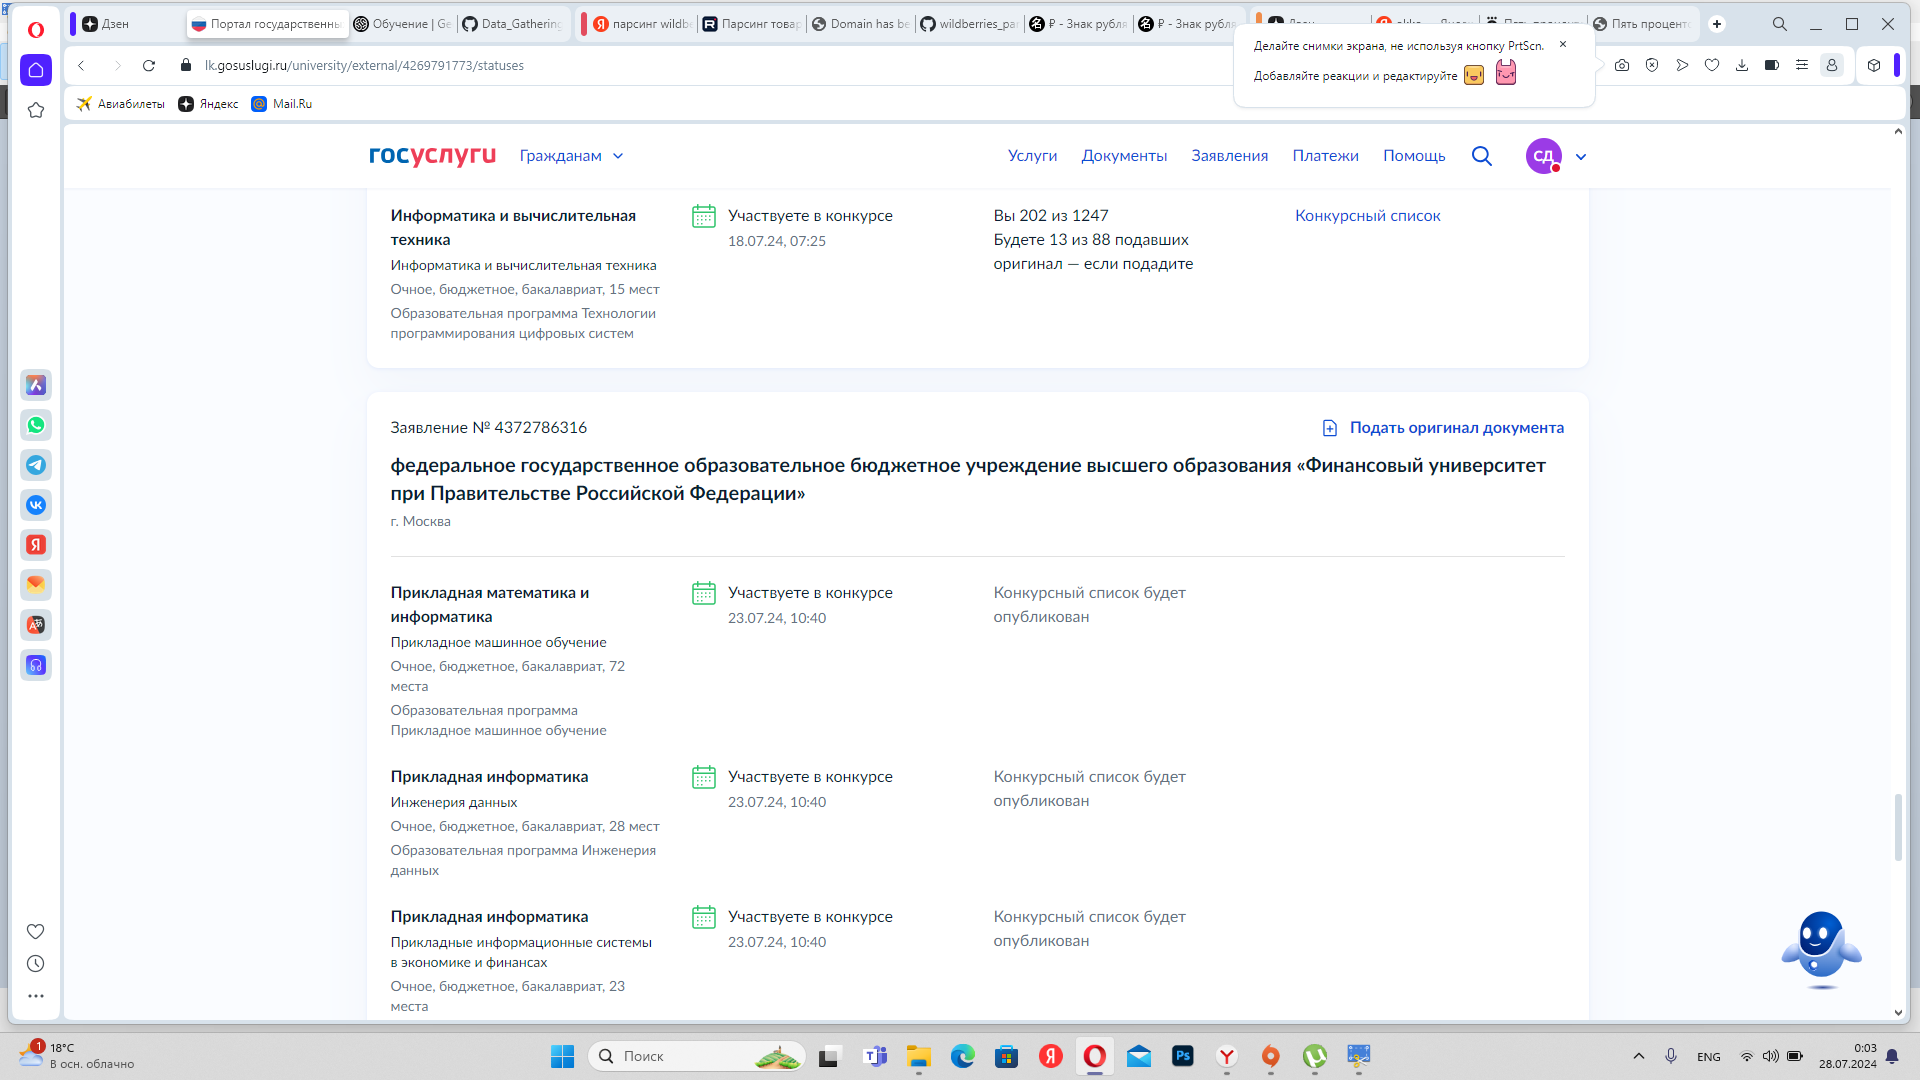 Дзен
Портал государственны
Обучение | Ge
Data_Gathering
парсинг wildbe
Парсинг товар
Domain has be
wildberries_pa
₽ - Знак рубля
₽ - Знак рубля
Делайте снимки экрана, не используя кнопку PrtScn.
Добавляйте реакции и редактируйте
Пять процент
lk.gosuslugi.ru/university/external/4269791773/statuses
Авиабилеты
Яндекс
Mail.Ru
госуслуги
Гражданам
Услуги
Документы
Заявления
Платежи
Помощь
СД
Информатика и вычислительная
техника
Информатика и вычислительная техника
Очное, бюджетное, бакалавриат, 15 мест
Образовательная программа Технологии
программирования цифровых систем
Участвуете в конкурсе
18.07.24, 07:25
Вы 202 из 1247
Будете 13 из 88 подавших
оригинал — если подадите
Конкурсный список
Заявление № 4372786316
Подать оригинал документа
федеральное государственное образовательное бюджетное учреждение высшего образования «Финансовый университет
при Правительстве Российской Федерации»
г. Москва
Прикладная математика и
информатика
Прикладное машинное обучение
Очное, бюджетное, бакалавриат, 72
места
Образовательная программа
Прикладное машинное обучение
Участвуете в конкурсе
23.07.24, 10:40
Конкурсный список будет
опубликован
Прикладная информатика
Инженерия данных
Очное, бюджетное, бакалавриат, 28 мест
Образовательная программа Инженерия
данных
Участвуете в конкурсе
23.07.24, 10:40
Конкурсный список будет
опубликован
Прикладная информатика
Прикладные информационные системы
в экономике и финансах
Очное, бюджетное, бакалавриат, 23
места
Участвуете в конкурсе
23.07.24, 10:40
Конкурсный список будет
опубликован
1
18°C
В осн. облачно
Поиск
ENG
0:03
28.07.2024